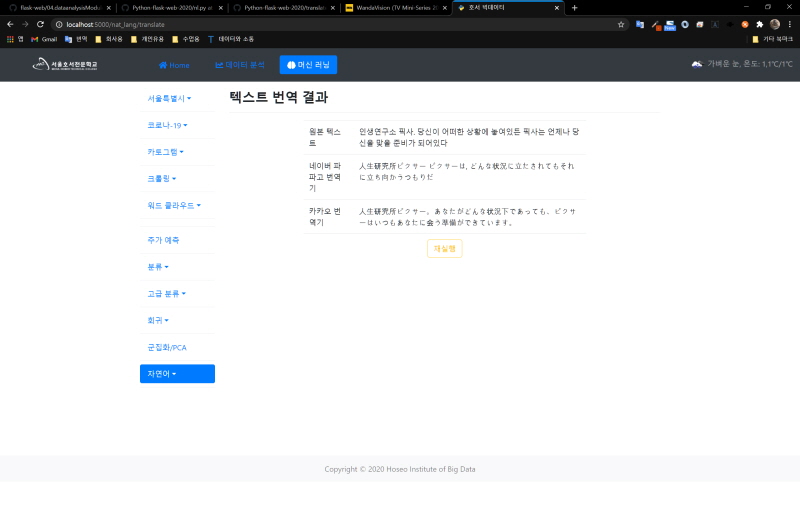 flask-web/04.dataanalysisModu
Python-flask-web-2020/nl.py at
Python-flask-web-2020/translat
WandaVision (TV Mini-Series 20
호서 빅데이터
localhost:5000/nat_lang/translate
앱
Gmail
번역
회사용
개인유용
수업용
데이터와 소통
기타 북마크
서울호서전문학교
Home
데이터 분석
머신 러닝
가벼운 눈, 온도: 1,1℃/1℃
서울특별시
코로나-19
카토그램
크롤링
워드 클라우드
주가 예측
분류
고급 분류
회귀
군집화/PCA
자연어
텍스트 번역 결과
원본 텍스트
인생연구소 픽사, 당신이 어떠한 상황에 놓여있든 픽사는 언제나 당
신을 맞을 준비가 되어있다
네이버 파
파고 번역
기
人生研究所ピクサー ピクサーは, どんな状況に立たされてもそれ
に立ち向かうつもりだ
카카오 번
역기
人生研究所ピクサー。あなたがどんな状況下であっても、ピクサ
ーはいつもあなたに会う準備ができています。
재실행
Copyright © 2020 Hoseo Institute of Big Data